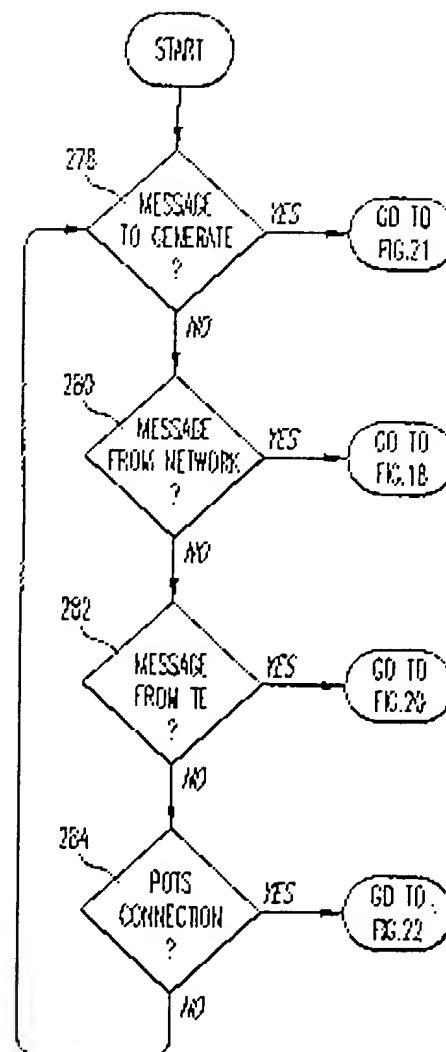 START
278
MESSAGE
TO GENERATE
?
YES
GO TO
FIG.21
NO
280
MESSAGE
FROM NETWORK
?
YES
GO TO
FIG.18
NO
282
MESSAGE
FROM TE
?
YES
GO TO
FIG.20
NO
284
POTS
CONNECTION
?
YES
GO TO
FIG.22
NO